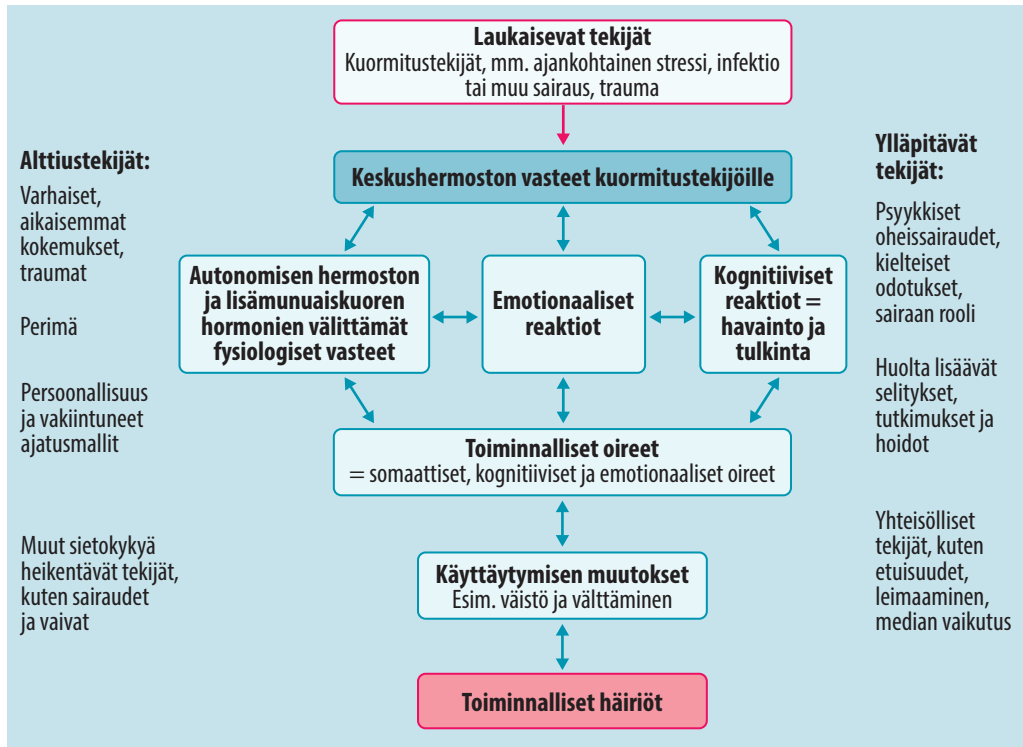 Laukaisevat tekijät
Kuormitustekijät, mm. ajankohtainen stressi, infektio
tai muu sairaus, trauma
Alttiustekijät:
Varhaiset,
aikaisemmat
kokemukset,
traumat
Perimä
Persoonallisuus
ja vakiintuneet
ajatusmallit
Muut sietokykyä
heikentävät tekijät,
kuten sairaudet
ja vaivat
Keskushermoston vasteet kuormitustekijöille
Autonomisen hermoston
ja lisämunuaiskuoren
hormonien välittämät
fysiologiset vasteet
Emotionaaliset
reaktiot
Kognitiiviset
reaktiot =
havainto ja
tulkinta
Toiminnalliset oireet
= somaattiset, kognitiiviset ja emotionaaliset oireet
Käyttäytymisen muutokset
Esim. väistö ja välttäminen
Toiminnalliset häiriöt
Ylläpitävät
tekijät:
Psyykkiset
oheissairaudet,
kielteiset
odotukset,
sairaan rooli
Huolta lisäävät
selitykset,
tutkimukset ja
hoidot
Yhteisölliset
tekijät, kuten
etuisuudet,
leimaaminen,
median vaikutus